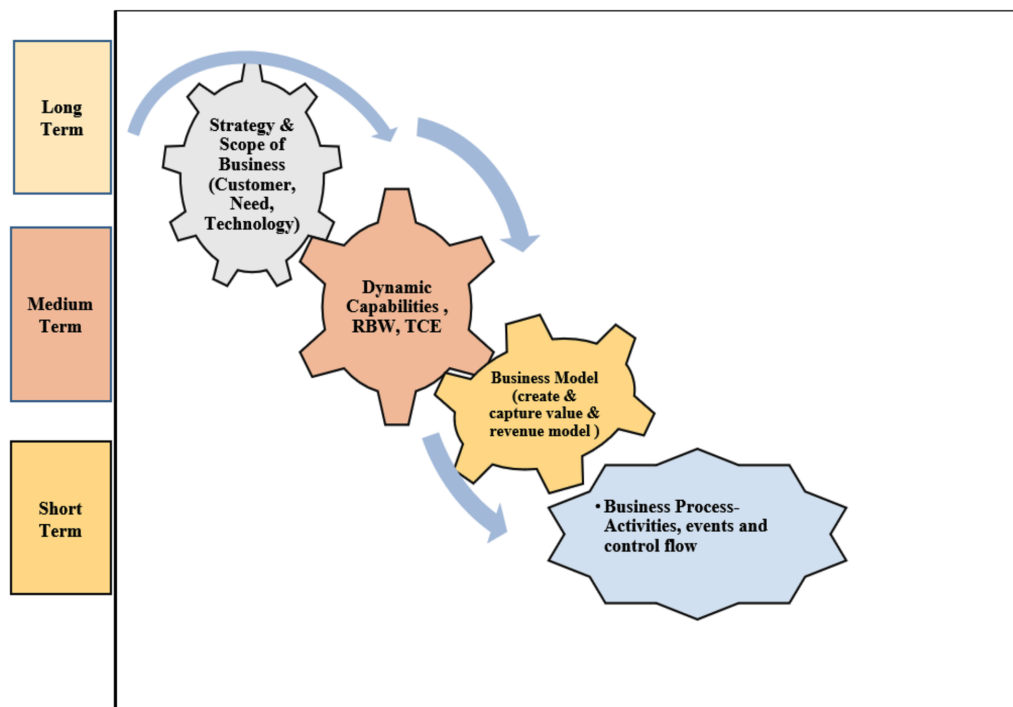 Long
Term
Strategy &
Scope of
Business
(Customer,
Need,
Technology)
Medium
Term
Dynamic
Capabilities ,
RBW, TCE
Business Model
(create &
capture value &
revenue model )
Short
Term
• Business Process-
Activities, events and
control flow